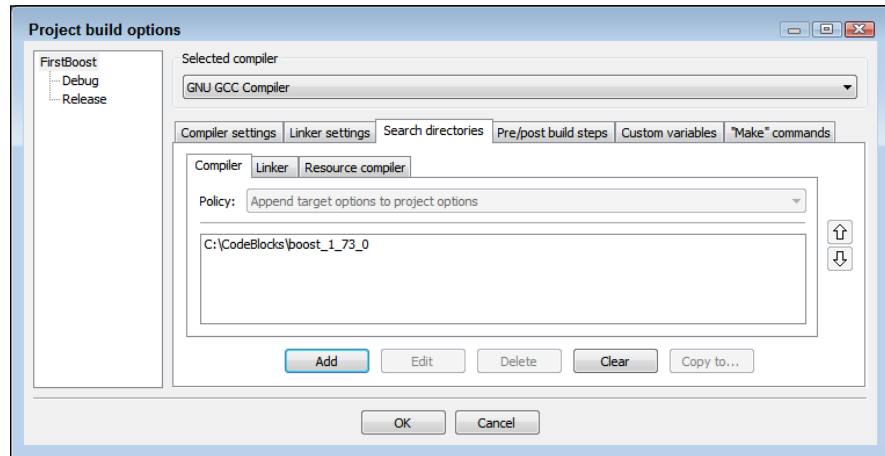 Project build options
FirstBoost
Debug
Release
Selected compiler
GNU GCC Compiler
Compiler settings Linker settings Search directories Pre/post build steps Custom variables "Make" commands
Compiler Linker Resource compiler
Policy: Append target options to project options
C:\CodeBlocks\boost_1_73_0
Add Edit Delete Clear Copy to...
OK Cancel